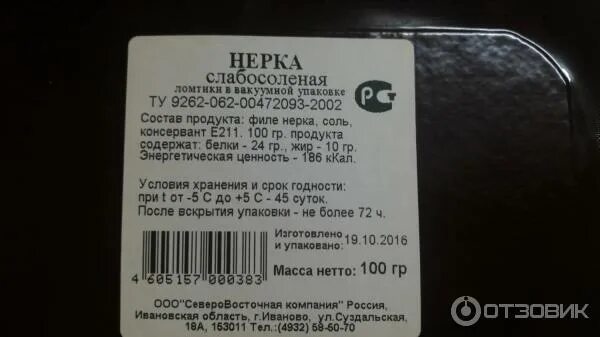 НЕРКА
слабосоленая
ломтики в вакуумной упаковке
ТУ 9262-062-00472093-2002
РСТ
Состав продукта: филе нерка, соль,
консервант Е211. 100 гр. продукта
содержат: белки - 24 гр., жир - 10 гр.
Энергетическая ценность - 186 кКал.
Условия хранения и срок годности:
при t от -5 С до +5 С - 45 суток.
После вскрытия упаковки - не более 72 ч.
Изготовлено
и упаковано: 19.10.2016
Масса нетто: 100 гр
4 605157 000383
ООО"СевероВосточная компания" Россия,
Ивановская область, г.Иваново, ул.Суздальская,
18А, 153011 Тел.:(4932) 58-50-70
ОТЗОВИК